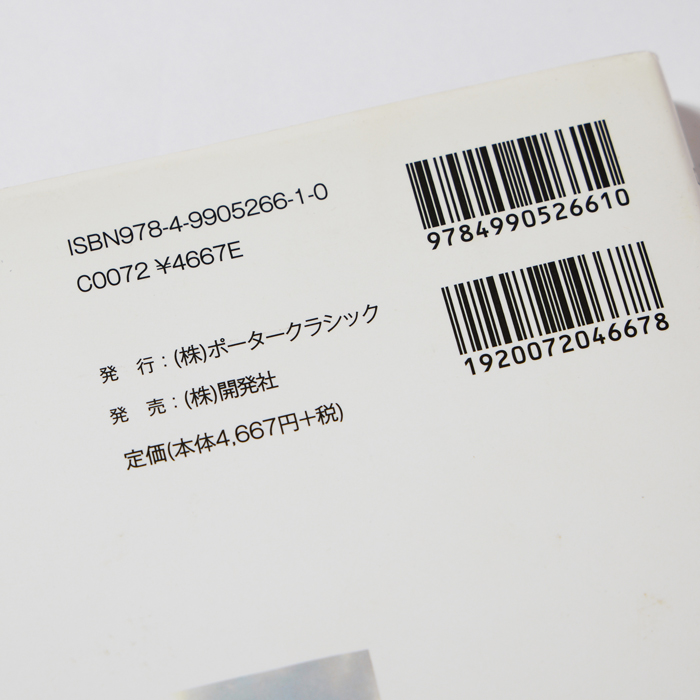 ISBN978-4-9905266-1-0
C0072 ¥4667E
9784990526610
1920072046678
発 行：(株)ポータークラシック
発 売：(株)開発社
定価(本体4,667円+税)